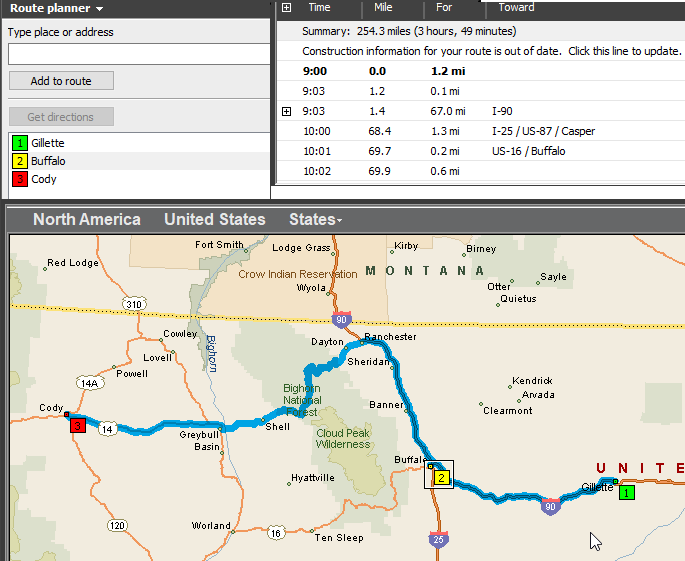 Route planner
Type place or address
Add to route
Get directions
1 Gillette
2 Buffalo
3 Cody
Time Mile For Toward
Summary: 254.3 miles (3 hours, 49 minutes)
Construction information for your route is out of date. Click this line to update.
9:00 0.0 1.2 mi
9:03 1.2 0.1 mi
9:03 1.4 67.0 mi I-90
10:00 68.4 1.3 mi I-25 / US-87 / Casper
10:01 69.7 0.2 mi US-16 / Buffalo
10:02 69.9 0.6 mi
North America United States States
Fort Smith
Lodge Grass
Kirby
Birney
Red Lodge
Crow Indian Reservation
MONTANA
Sayle
Otter
Wyola
Quietus
310
90
Cowley
Bighorn
Dayton
Ranchester
Lovell
Sheridan
Powell
14A
Bighorn
National
Forest
Kendrick
Arvada
Cody
Banner
Clearmont
3
14
Shell
Greybull
Cloud Peak
Wilderness
Basin
Buffalo
UNITE
2
Hyattville
Gillette
1
90
120
Worland
16
Ten Sleep
25